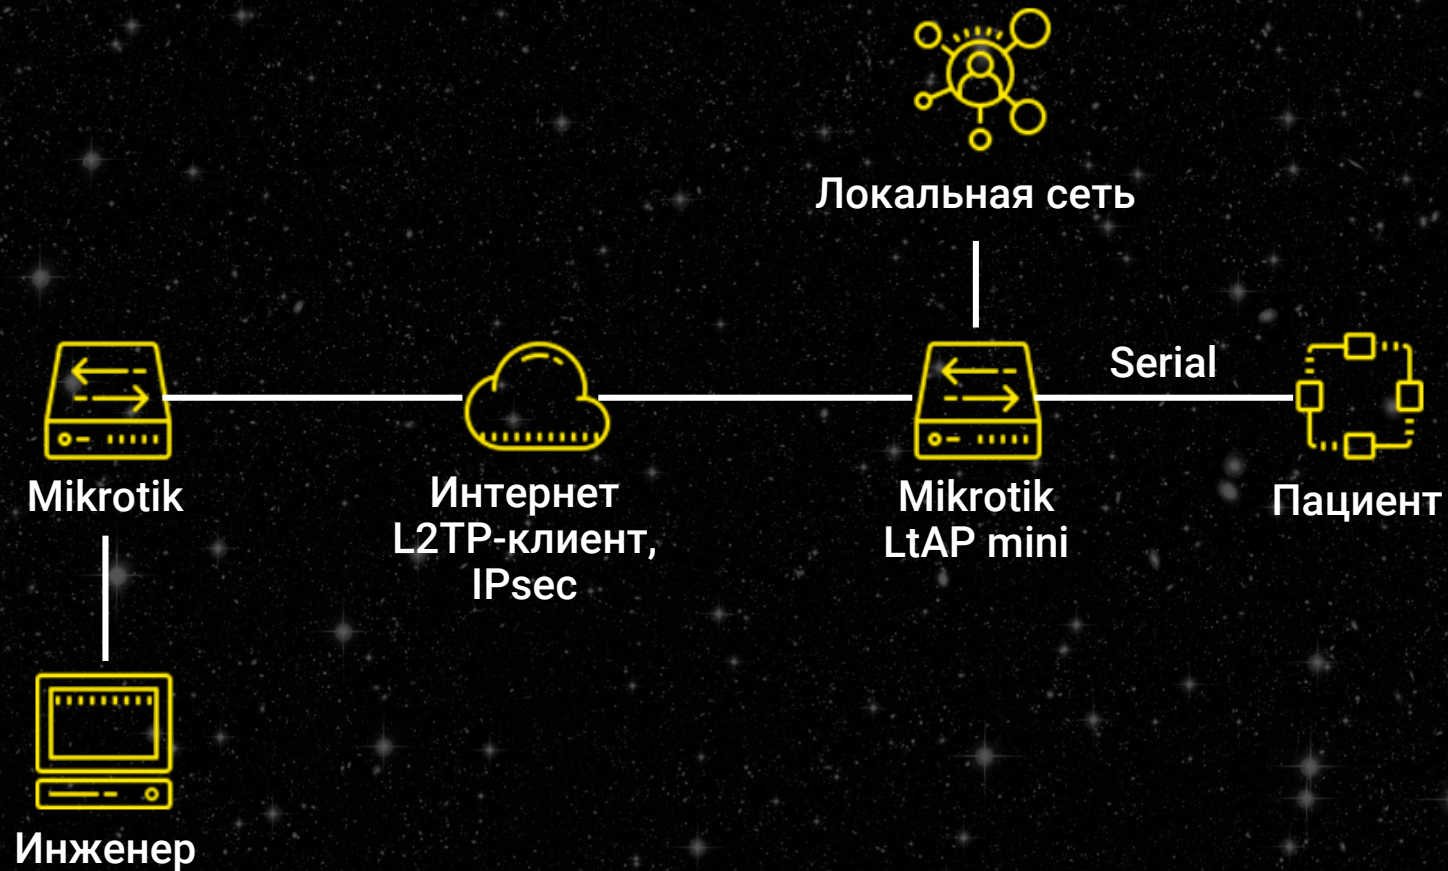 Локальная сеть
Serial
Mikrotik
Интернет
L2TP-клиент,
IPsec
Mikrotik
LtAP mini
Пациент
Инженер